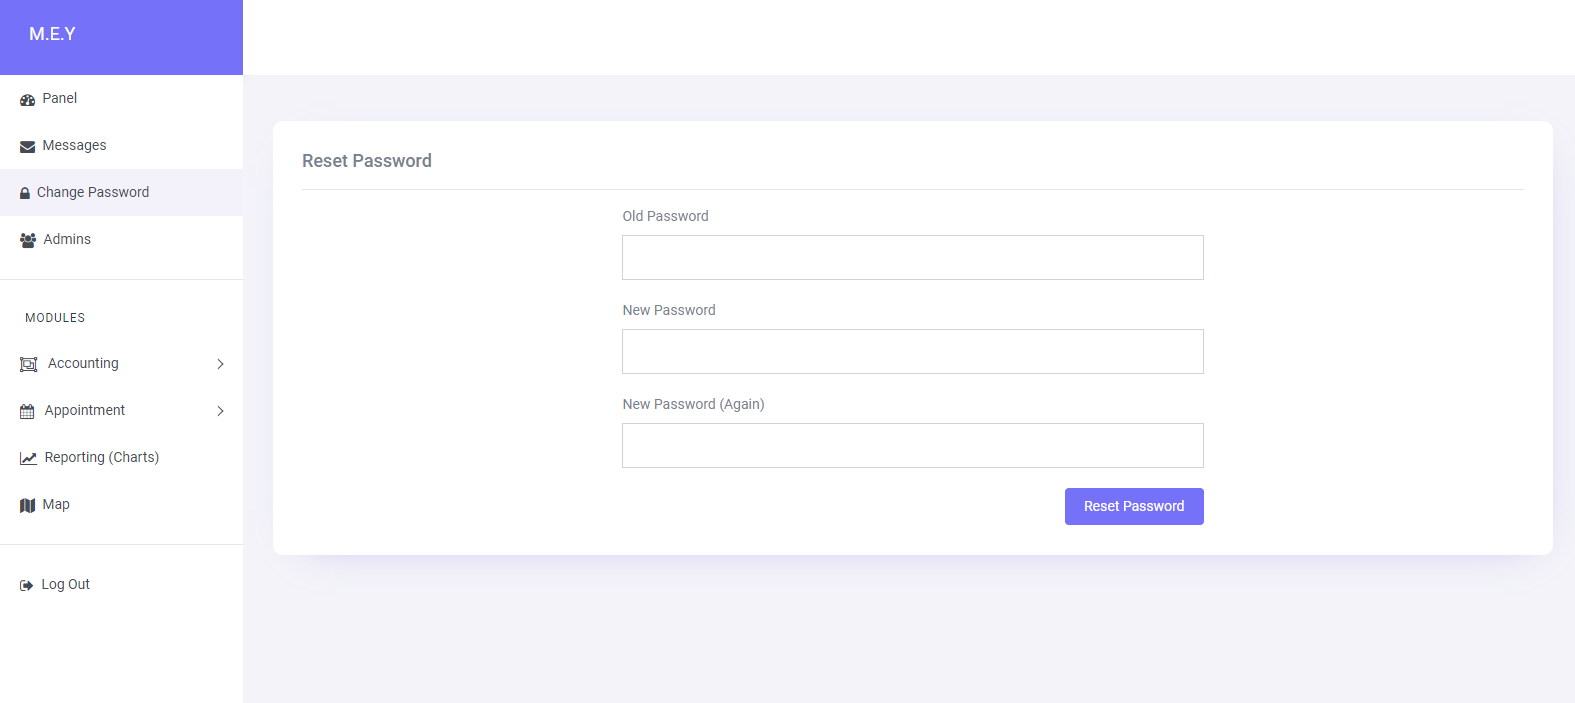 M.E.Y
Panel
Messages
Change Password
Admins
MODULES
Accounting
Appointment
Reporting (Charts)
Map
Log Out
Reset Password
Old Password
New Password
New Password (Again)
Reset Password